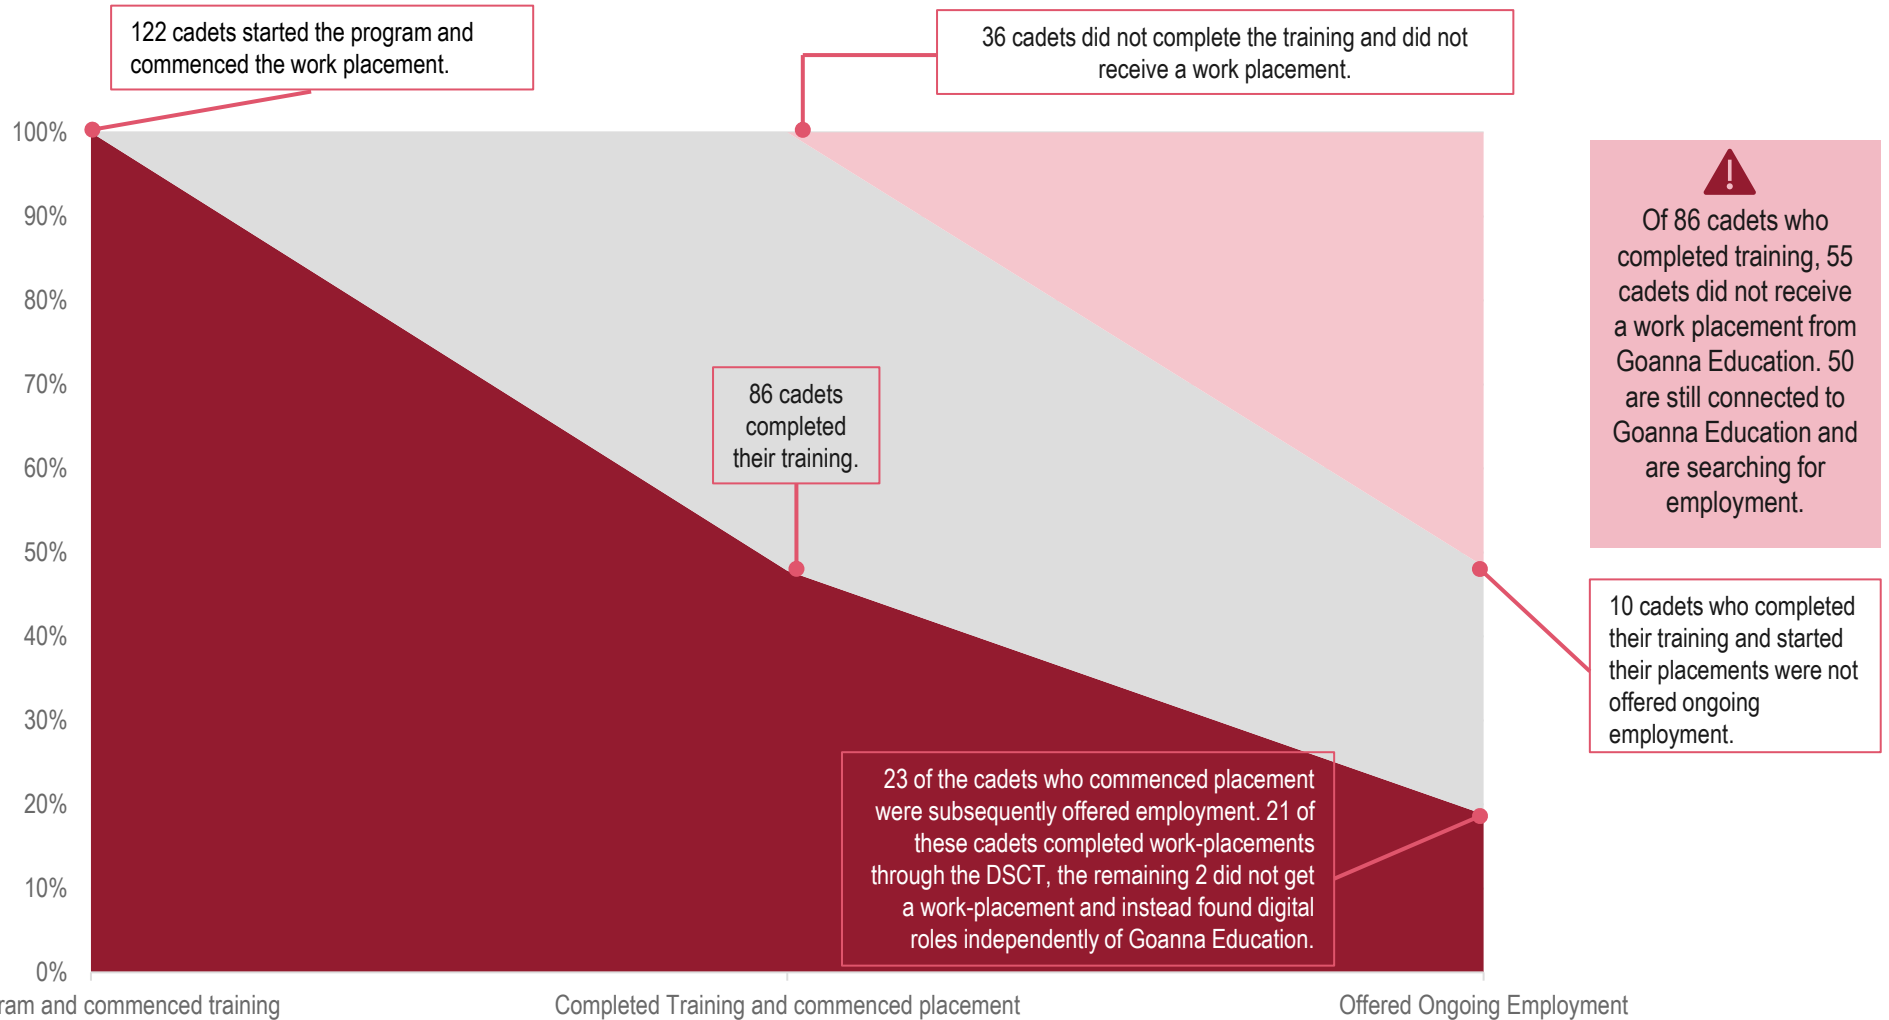 122 cadets started the program and
commenced the work placement.
36 cadets did not complete the training and did not
receive a work placement.
100%
90%
80%
70%
60%
50%
40%
30%
20%
10%
0%
86 cadets
completed
their training.
Of 86 cadets who
completed training, 55
cadets did not receive
a work placement from
Goanna Education. 50
are still connected to
Goanna Education and
are searching for
employment.
10 cadets who completed
their training and started
their placements were not
offered ongoing
employment.
23 of the cadets who commenced placement
were subsequently offered employment. 21 of
these cadets completed work-placements
through the DSCT, the remaining 2 did not get
a work-placement and instead found digital
roles independently of Goanna Education.
ram and commenced training
Completed Training and commenced placement
Offered Ongoing Employment